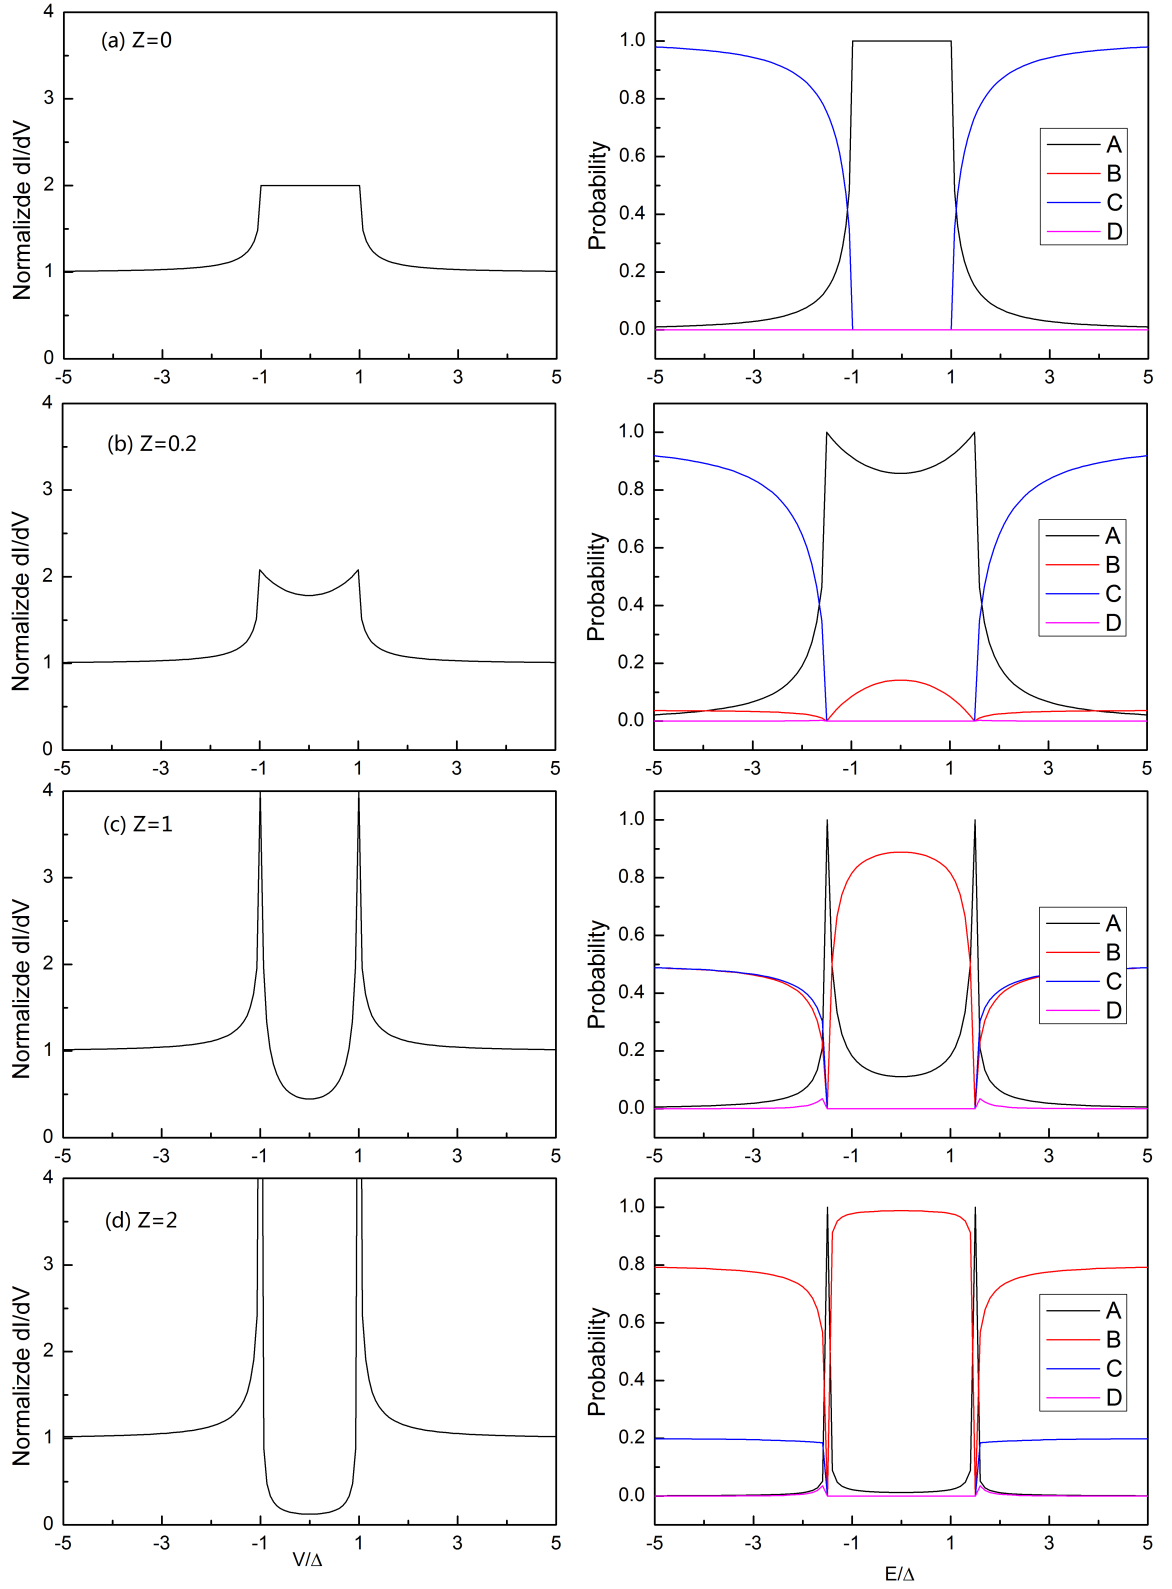 (a) Z=0
Normalizde dI/dV
4
3
2
1
0
-5 -3 -1 1 3 5
Probability
1.0
0.8
0.6
0.4
0.2
0.0
A
B
C
D
-5 -3 -1 1 3 5
(b) Z=0.2
Normalizde dI/dV
4
3
2
1
0
-5 -3 -1 1 3 5
Probability
1.0
0.8
0.6
0.4
0.2
0.0
A
B
C
D
-5 -3 -1 1 3 5
(c) Z=1
Normalizde dI/dV
4
3
2
1
0
-5 -3 -1 1 3 5
Probability
1.0
0.8
0.6
0.4
0.2
0.0
A
B
C
D
-5 -3 -1 1 3 5
(d) Z=2
Normalizde dI/dV
4
3
2
1
0
-5 -3 -1 1 3 5
V/Δ
Probability
1.0
0.8
0.6
0.4
0.2
0.0
A
B
C
D
-5 -3 -1 1 3 5
E/Δ